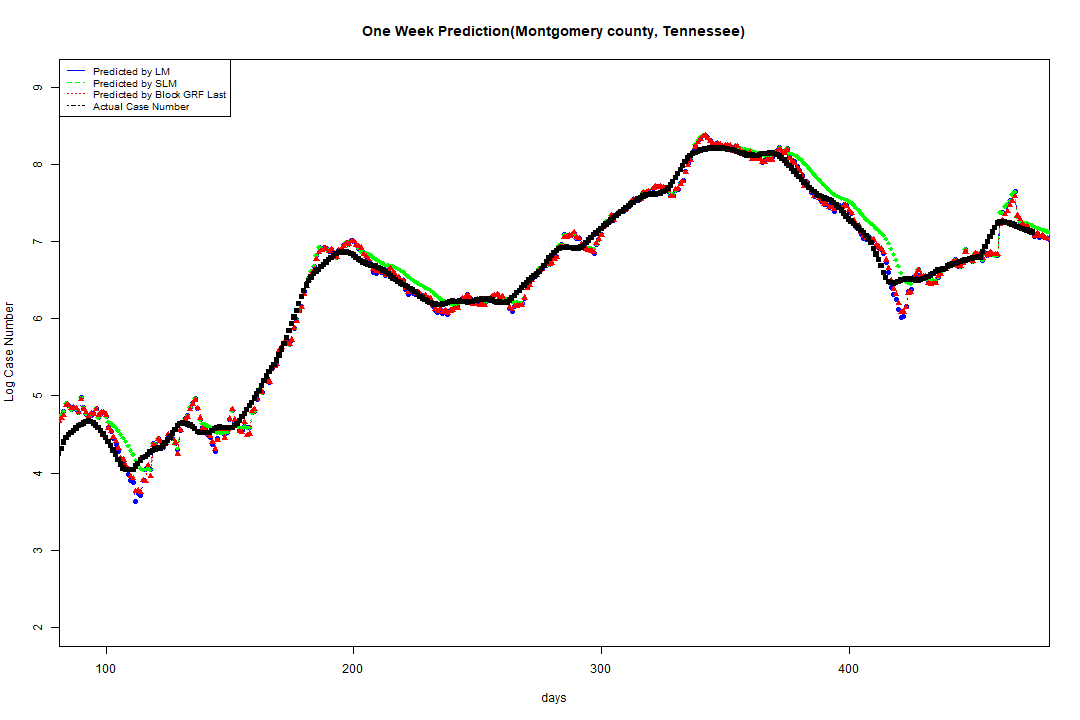 One Week Prediction(Montgomery county, Tennessee)
Predicted by LM
Predicted by SLM
Predicted by Block GRF Last
Actual Case Number
9
8
7
6
5
4
3
2
Log Case Number
100 200 300 400
days